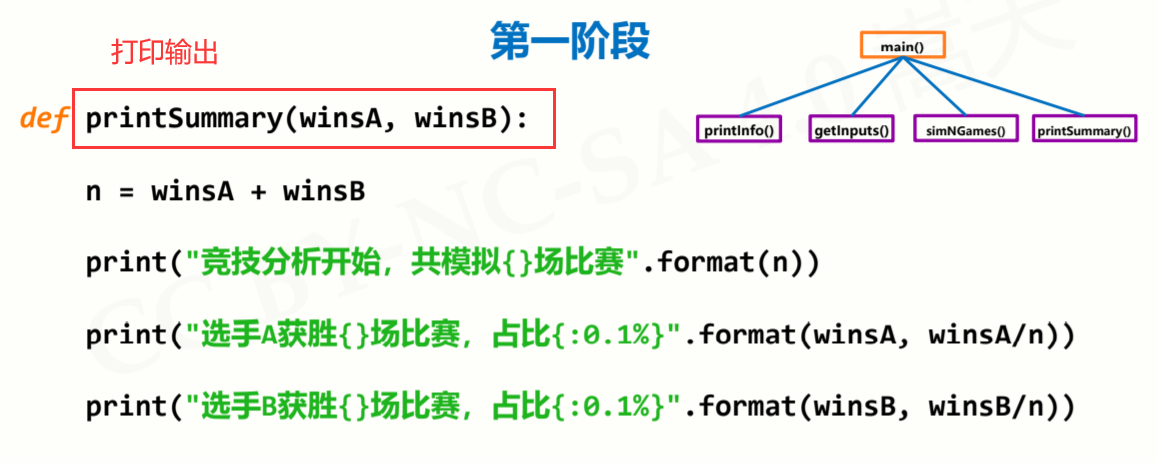 打印输出
第一阶段
main()
printInfo()
getInputs()
simNGames()
printSummary()
def printSummary(winsA, winsB):
n = winsA + winsB
print("竞技分析开始，共模拟{}场比赛".format(n))
print("选手A获胜{}场比赛，占比{:0.1%}".format(winsA, winsA/n))
print("选手B获胜{}场比赛，占比{:0.1%}".format(winsB, winsB/n))
CC BY-NC-SA 4.0 嵩天